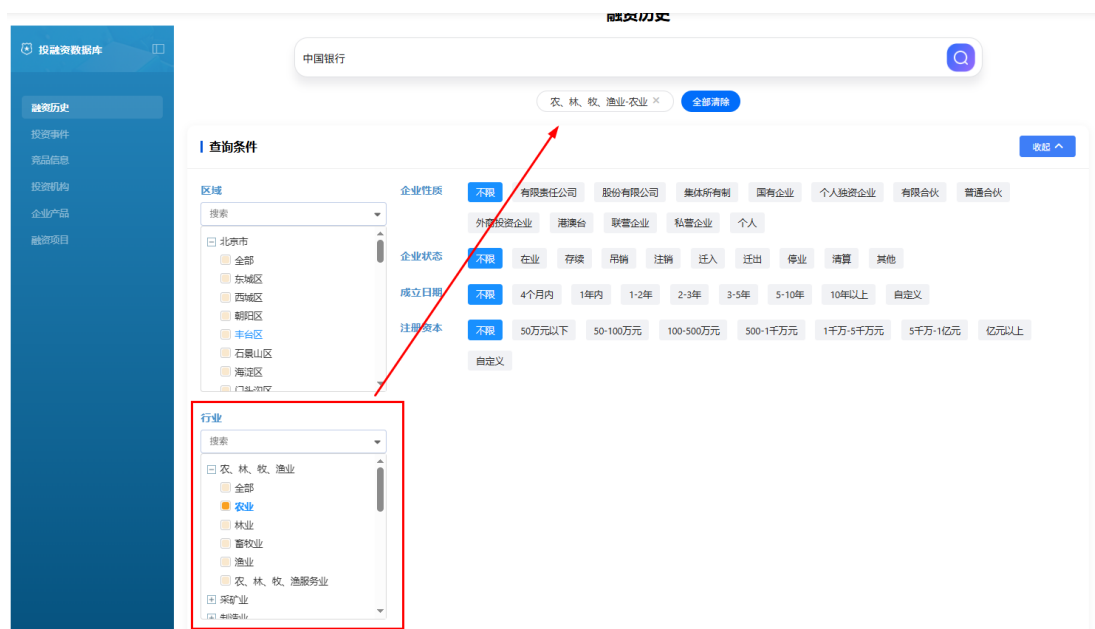 融资历史
投融资数据库
融资历史
投资事件
竞品信息
投资机构
企业产品
融资项目
中国银行
农、林、牧、渔业-农业 ×
全部清除
查询条件
收起
区域
搜索
北京市
全部
东城区
西城区
朝阳区
丰台区
石景山区
海淀区
门头沟区
行业
搜索
农、林、牧、渔业
全部
农业
林业
畜牧业
渔业
农、林、牧、渔服务业
采矿业
制造业
企业性质 不限 有限责任公司 股份有限公司 集体所有制 国有企业 个人独资企业 有限合伙 普通合伙
外商投资企业 港澳台 联营企业 私营企业 个人
企业状态 不限 在业 存续 吊销 注销 迁入 迁出 停业 清算 其他
成立日期 不限 4个月内 1年内 1-2年 2-3年 3-5年 5-10年 10年以上 自定义
注册资本 不限 50万元以下 50-100万元 100-500万元 500-1千万元 1千万-5千万元 5千万-1亿元 亿元以上
自定义